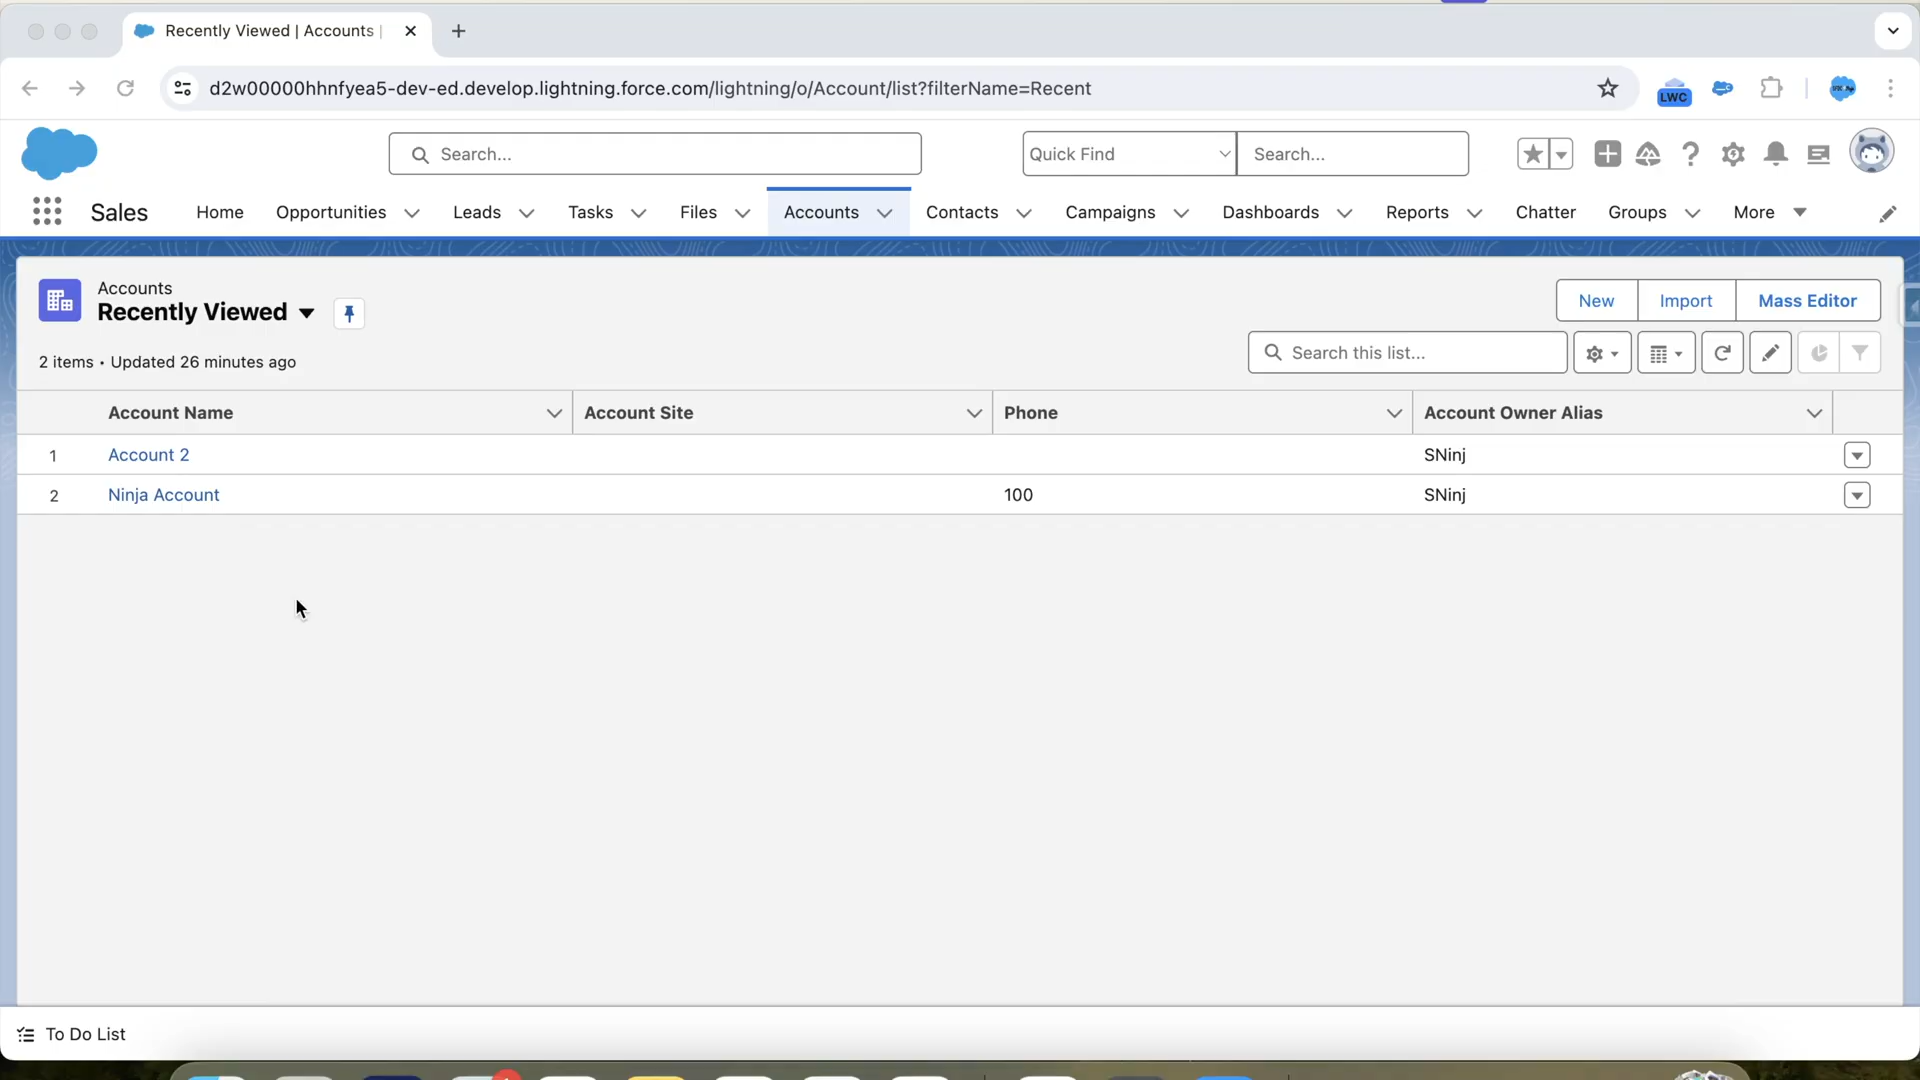 Recently Viewed | Accounts |
d2w00000hhnfyea5-dev-ed.develop.lightning.force.com/lightning/o/Account/list?filterName=Recent
LWC
Search...
Quick Find
Search...
Sales
Home
Opportunities
Leads
Tasks
Files
Accounts
Contacts
Campaigns
Dashboards
Reports
Chatter
Groups
More
Accounts
Recently Viewed
New
Import
Mass Editor
2 items • Updated 26 minutes ago
Search this list...
Account Name
Account Site
Phone
Account Owner Alias
1
Account 2
SNinj
2
Ninja Account
100
SNinj
To Do List